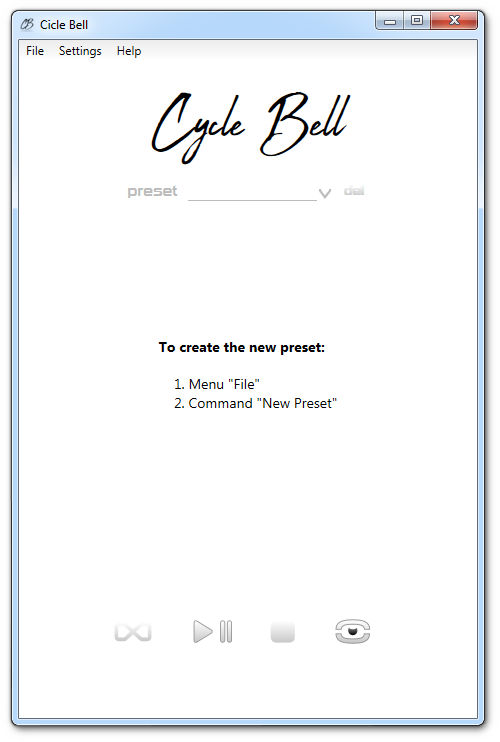 Cicle Bell
File Settings Help
Cycle Bell
preset del
To create the new preset:
1. Menu "File"
2. Command "New Preset"